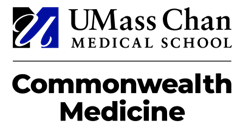 UMass Chan
MEDICAL SCHOOL
Commonwealth
Medicine